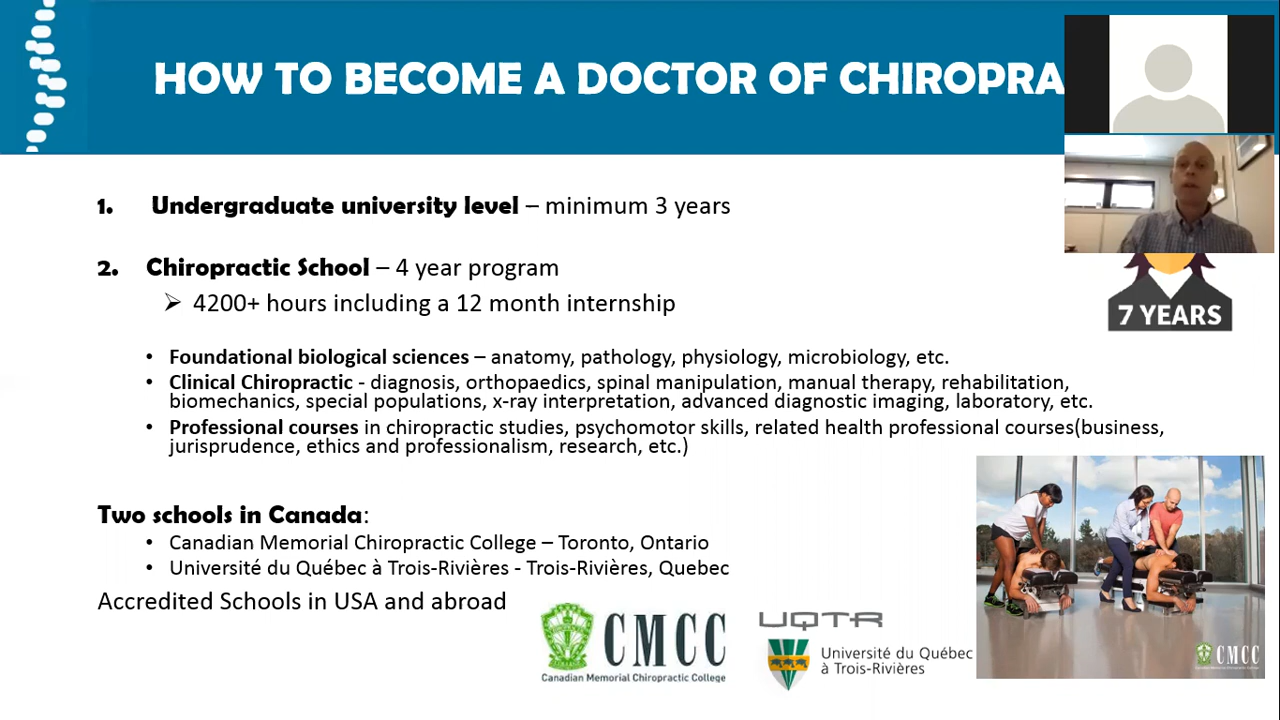 HOW TO BECOME A DOCTOR OF CHIROPRA
1. Undergraduate university level – minimum 3 years
2. Chiropractic School – 4 year program
➢ 4200+ hours including a 12 month internship
7 YEARS
• Foundational biological sciences – anatomy, pathology, physiology, microbiology, etc.
• Clinical Chiropractic - diagnosis, orthopaedics, spinal manipulation, manual therapy, rehabilitation,
biomechanics, special populations, x-ray interpretation, advanced diagnostic imaging, laboratory, etc.
• Professional courses in chiropractic studies, psychomotor skills, related health professional courses(business,
jurisprudence, ethics and professionalism, research, etc.)
Two schools in Canada:
• Canadian Memorial Chiropractic College – Toronto, Ontario
• Université du Québec à Trois-Rivières - Trois-Rivières, Quebec
Accredited Schools in USA and abroad
CMCC
Canadian Memorial Chiropractic College
UQTR
Université du Québec
à Trois-Rivières
CMCC